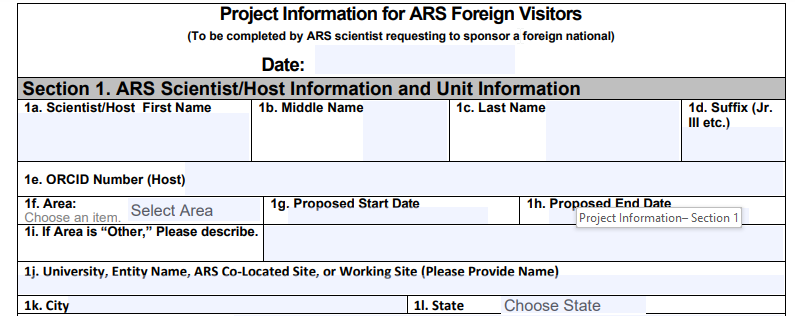 Project Information for ARS Foreign Visitors
(To be completed by ARS scientist requesting to sponsor a foreign national)
Date:
Section 1. ARS Scientist/Host Information and Unit Information
1a. Scientist/Host First Name
1b. Middle Name
1c. Last Name
1d. Suffix (Jr.
III etc.)
1e. ORCID Number (Host)
1f. Area:
Choose an item.
Select Area
1g. Proposed Start Date
1h. Proposed End Date
Project Information– Section 1
1i. If Area is “Other,” Please describe.
1j. University, Entity Name, ARS Co-Located Site, or Working Site (Please Provide Name)
1k. City
1l. State
Choose State